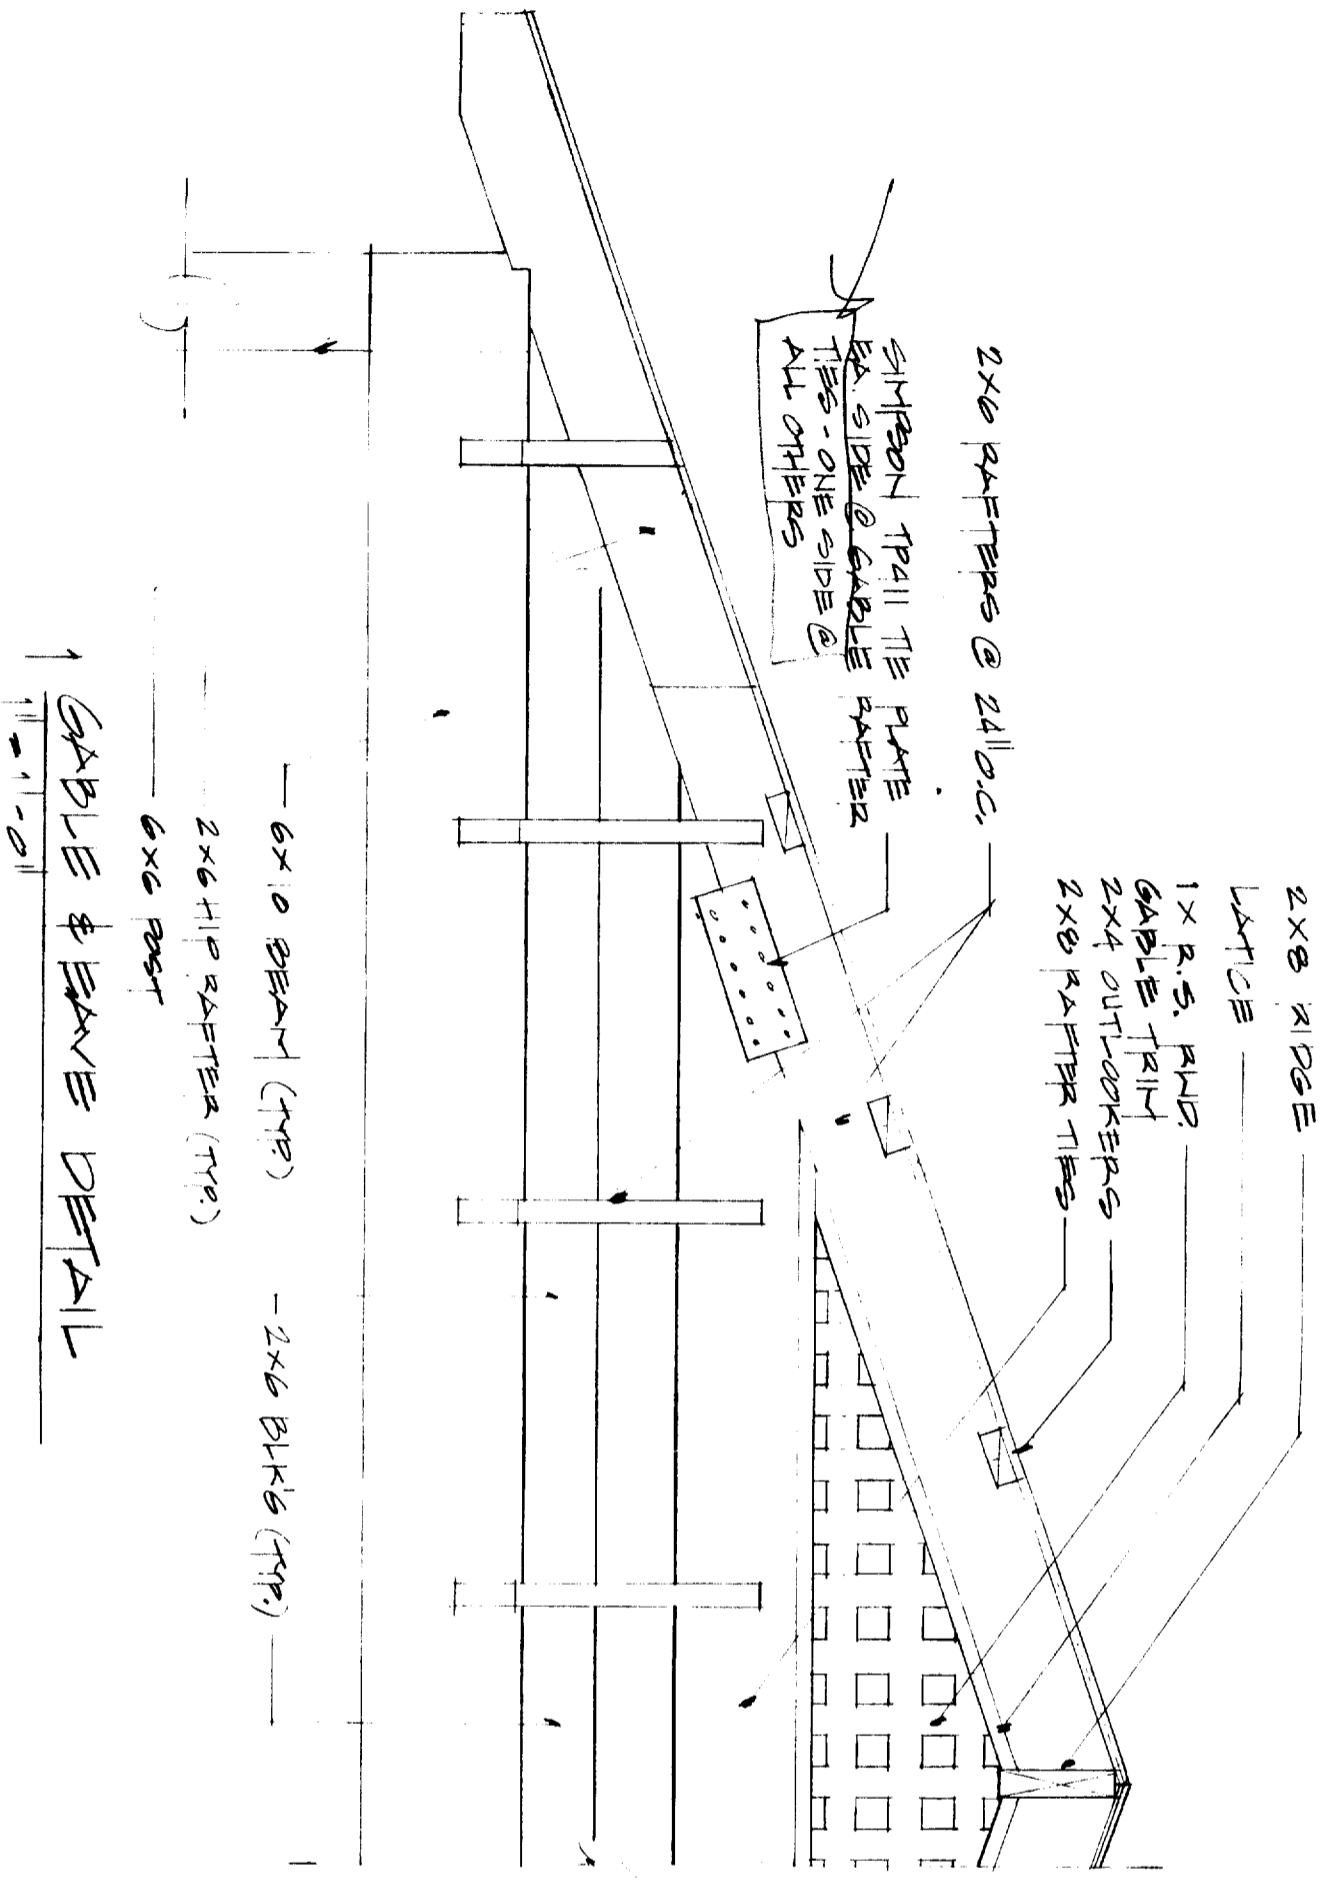 2X8 RIDGE
LATICE
1X R.S. RWD.
GABLE TRIM
2X4 OUTLOOKERS
2X8 RAFTER TIES
2X6 RAFTERS @ 24" O.C.
SIMPSON TP411 TIE PLATE
EA. SIDE @ GABLE RAFTER
TIES - ONE SIDE @
ALL OTHERS
6X10 BEAM (TYP.)
2X6 BLK'G (TYP.)
2X6 HIP RAFTER (TYP.)
6X6 POST
GABLE & EAVE DETAIL
1" = 1'-0"